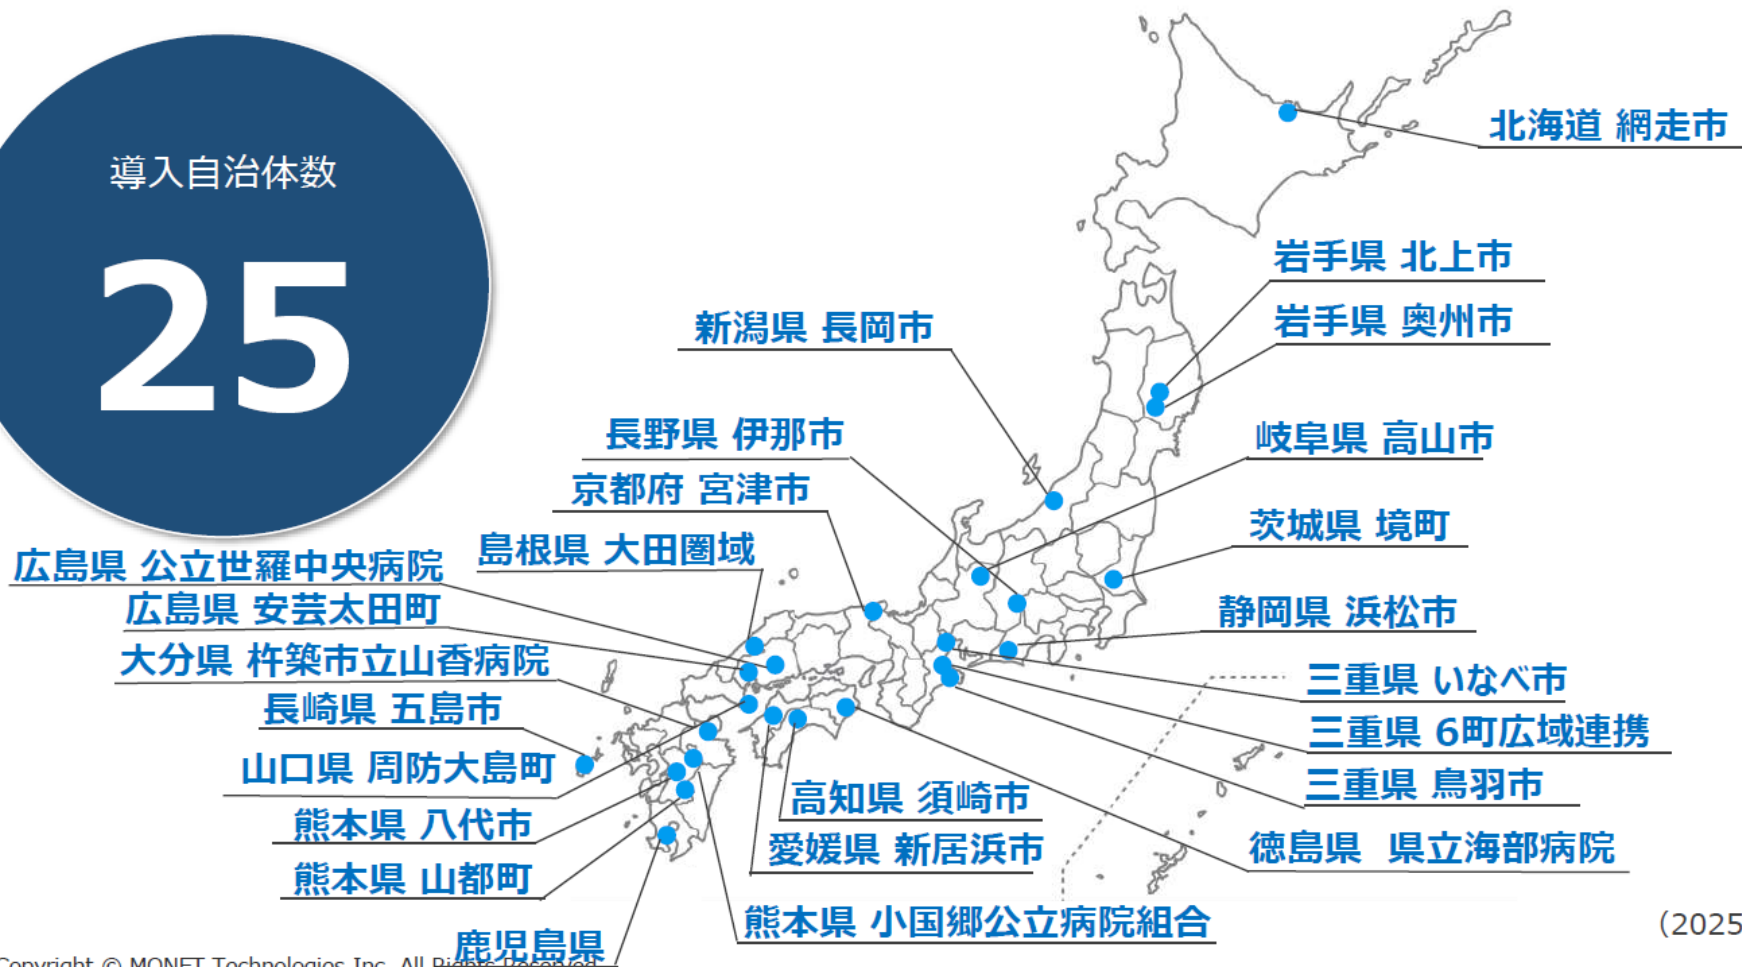 導入自治体数
25
北海道 網走市
岩手県 北上市
岩手県 奥州市
新潟県 長岡市
長野県 伊那市
岐阜県 高山市
京都府 宮津市
茨城県 境町
島根県 大田圏域
広島県 公立世羅中央病院
広島県 安芸太田町
静岡県 浜松市
大分県 杵築市立山香病院
三重県 いなべ市
長崎県 五島市
三重県 6町広域連携
山口県 周防大島町
三重県 鳥羽市
高知県 須崎市
熊本県 八代市
愛媛県 新居浜市
徳島県 県立海部病院
熊本県 山都町
熊本県 小国郷公立病院組合
(2025
鹿児島県
Copyright © MONET Technologies Inc. All Rights Reserved